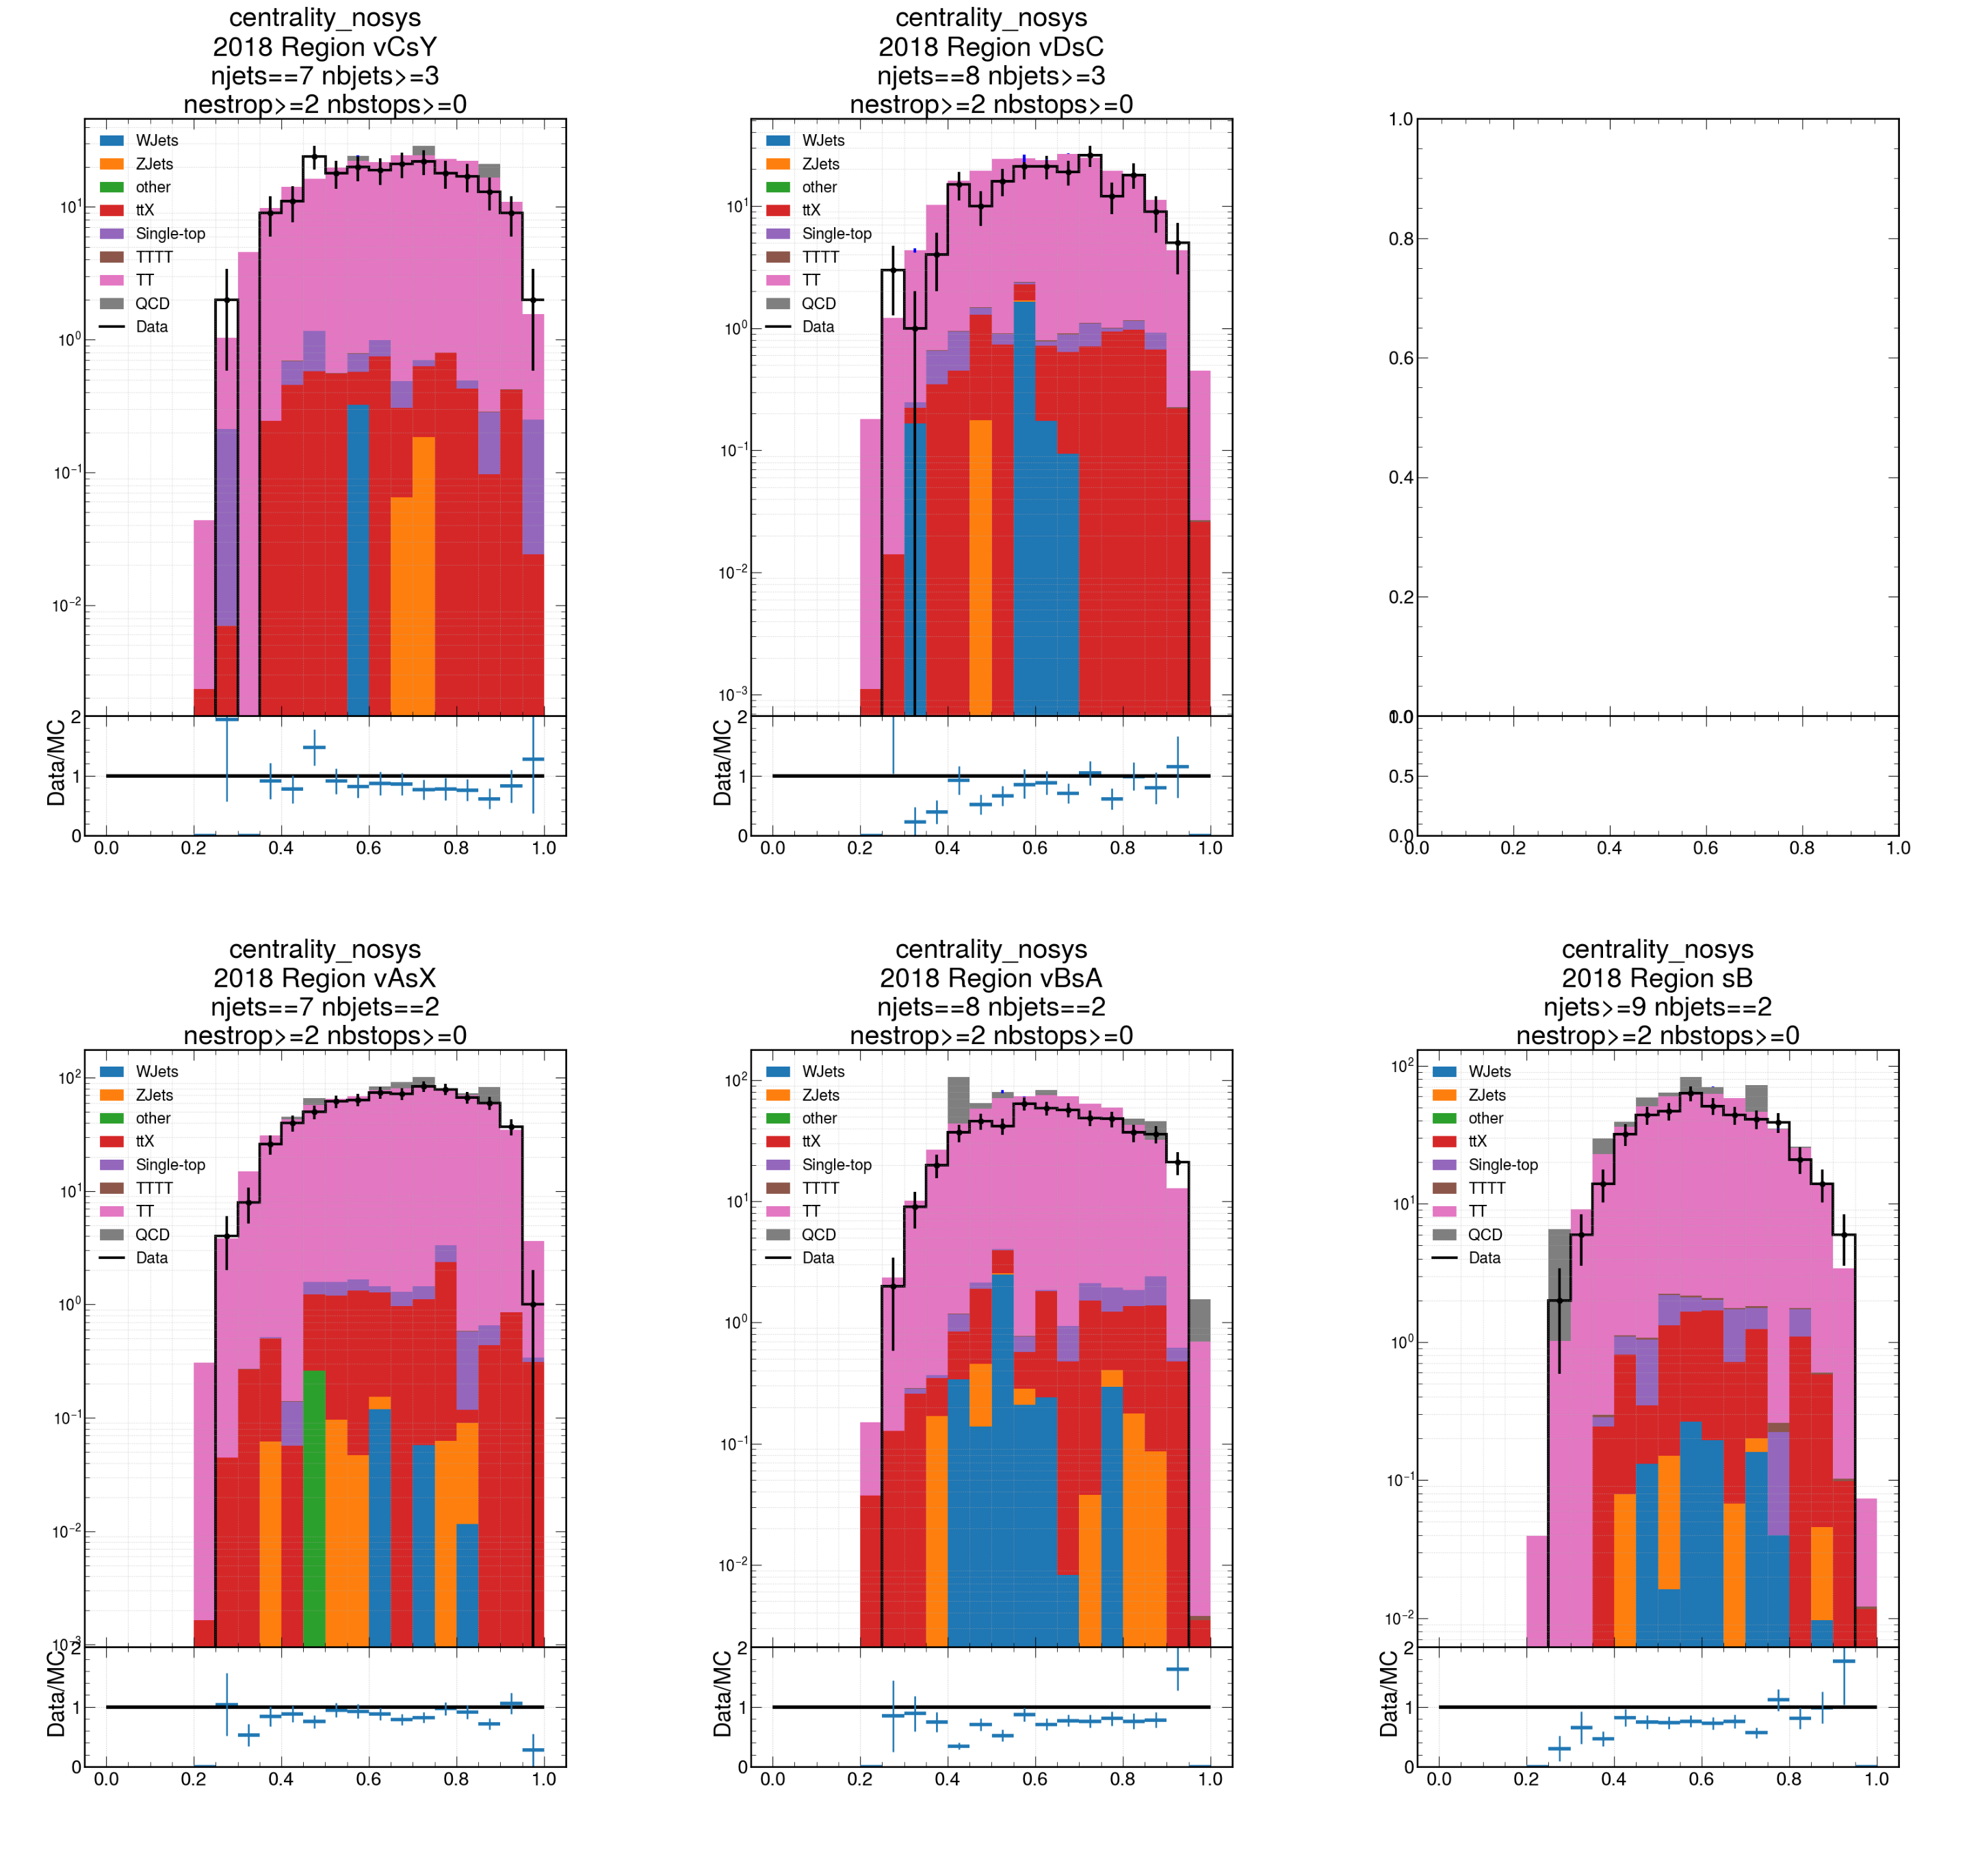 centrality_nosys
2018 Region vCsY
njets==7 nbjets>=3
nestrop>=2 nbstops>=0
WJets
ZJets
other
ttX
Single-top
TTTT
TT
QCD
Data
10^1
10^0
10^-1
10^-2
Data/MC
2
1
0
0.0 0.2 0.4 0.6 0.8 1.0
centrality_nosys
2018 Region vDsC
njets==8 nbjets>=3
nestrop>=2 nbstops>=0
WJets
ZJets
other
ttX
Single-top
TTTT
TT
QCD
Data
10^1
10^0
10^-1
10^-2
10^-3
Data/MC
2
1
0
0.0 0.2 0.4 0.6 0.8 1.0
1.0
0.8
0.6
0.4
0.2
0.0
1.0
0.5
0.0
0.0 0.2 0.4 0.6 0.8 1.0
centrality_nosys
2018 Region vAsX
njets==7 nbjets==2
nestrop>=2 nbstops>=0
WJets
ZJets
other
ttX
Single-top
TTTT
TT
QCD
Data
10^2
10^1
10^0
10^-1
10^-2
10^-3
Data/MC
2
1
0
0.0 0.2 0.4 0.6 0.8 1.0
centrality_nosys
2018 Region vBsA
njets==8 nbjets==2
nestrop>=2 nbstops>=0
WJets
ZJets
other
ttX
Single-top
TTTT
TT
QCD
Data
10^2
10^1
10^0
10^-1
10^-2
Data/MC
2
1
0
0.0 0.2 0.4 0.6 0.8 1.0
centrality_nosys
2018 Region sB
njets>=9 nbjets==2
nestrop>=2 nbstops>=0
WJets
ZJets
other
ttX
Single-top
TTTT
TT
QCD
Data
10^2
10^1
10^0
10^-1
10^-2
Data/MC
2
1
0
0.0 0.2 0.4 0.6 0.8 1.0